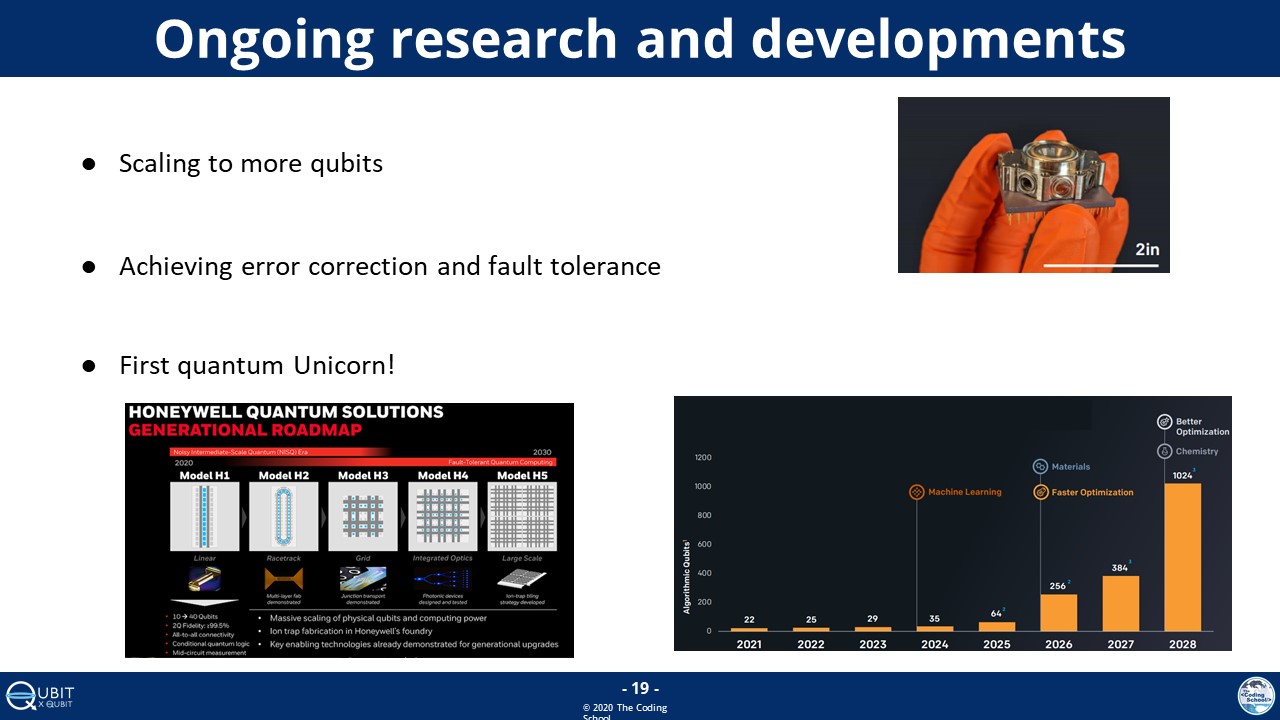 Ongoing research and developments
● Scaling to more qubits
● Achieving error correction and fault tolerance
● First quantum Unicorn!
2in
HONEYWELL QUANTUM SOLUTIONS
GENERATIONAL ROADMAP
Noisy Intermediate-Scale Quantum (NISQ) Era
2030
2020
Fault-Tolerant Quantum Computing
Model H1
Model H2
Model H3
Model H4
Model H5
Linear
Racetrack
Grid
Integrated Optics
Large Scale
Multi-layer fab
demonstrated
Junction transport
demonstrated
Photonic devices
designed and tested
Ion-trap tiling
strategy developed
• 10 → 40 Qubits
• 2Q Fidelity: ≥99.5%
• All-to-all connectivity
• Conditional quantum logic
• Mid-circuit measurement
• Massive scaling of physical qubits and computing power
• Ion trap fabrication in Honeywell's foundry
• Key enabling technologies already demonstrated for generational upgrades
Better
Optimization
Chemistry
Materials
Faster Optimization
Machine Learning
Algorithmic Qubits¹
1200
1000
800
600
400
200
0
22
25
29
35
64²
256²
384³
1024³
2021
2022
2023
2024
2025
2026
2027
2028
QUBIT
X QUBIT
- 19 -
© 2020 The Coding
School
The
<Coding
School>